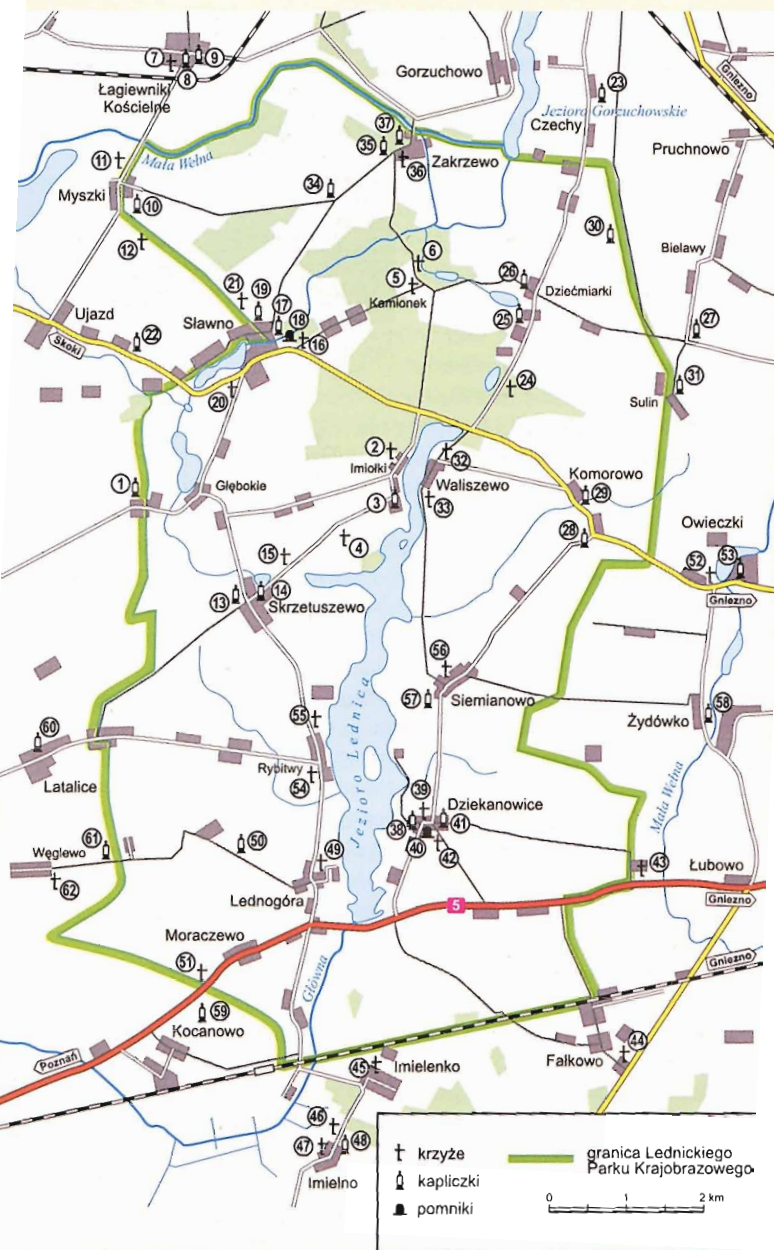 7
8
9
Łagiewniki
Kościelne
Gorzuchowo
23
Gniezno
Jezioro Gorzuchowskie
Czechy
Pruchnowo
37
35
36
Zakrzewo
11
Mała Wełna
Myszki
10
34
12
30
Bielawy
6
5
Kamionek
26
Dziećmiarki
25
21
19
17
18
16
Sławno
Ujazd
Skoki
22
27
20
24
31
Sulin
2
Imiołki
32
Waliszewo
33
3
Komorowo
29
1
Głębokie
28
Owieczki
52
53
Gniezno
15
4
13
14
Skrzetuszewo
56
57
Siemianowo
58
Żydówko
55
Jezioro Lednica
60
Latalice
Rybitwy
54
39
Dziekanowice
38
41
40
42
Mała Wełna
61
Węglewo
62
50
49
43
Łubowo
Gniezno
Lednogóra
5
Moraczewo
51
Główna
Gniezno
59
Kocanowo
Poznań
44
Fałkowo
45
Imielenko
46
47
48
Imielno
krzyże
kapliczki
pomniki
granica Lednickiego
Parku Krajobrazowego
0 1 2 km